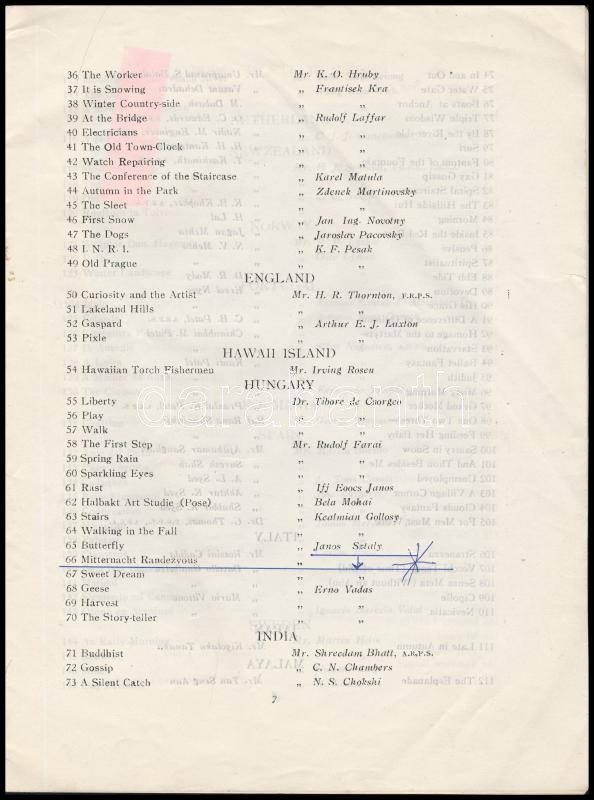 36 The Worker Mr. K. O. Hruby
37 It is Snowing „ Frantisek Kra
38 Winter Country-side „ „
39 At the Bridge „ Rudolf Laffar
40 Electricians „ „
41 The Old Town-Clock „ „
42 Watch Repairing „ „
43 The Conference of the Staircase „ Karel Matula
44 Autumn in the Park „ Zdenek Martinovsky
45 The Sleet „ „
46 First Snow „ Jan Ing. Novotny
47 The Dogs „ Jaroslav Pacovsky
48 I. N. R. I. „ K. F. Pesak
49 Old Prague „ „
ENGLAND
50 Curiosity and the Artist Mr. H. R. Thornton, F.R.P.S.
51 Lakeland Hills „ „
52 Gaspard „ Arthur E. J. Luxton
53 Pixle „ „
HAWAII ISLAND
54 Hawaiian Torch Fishermen Mr. Irving Rosen
HUNGARY
55 Liberty Dr. Tibore de Csorgeo
56 Play „ „
57 Walk „ „
58 The First Step Mr. Rudolf Farai
59 Spring Rain „ „
60 Sparkling Eyes „ „
61 Rast „ Ifj Eoocs Janos
62 Halbakt Art Studie (Pose) „ Bela Mohai
63 Stairs „ Kealmian Gollosy
64 Walking in the Fall „ „
65 Butterfly „ Janos Sztaly
66 Mitternacht Randezvous „
67 Sweet Dream „ „
68 Geese „ Erno Vadas
69 Harvest „ „
70 The Story-teller „ „
INDIA
71 Buddhist Mr. Shreedam Bhatt, A.R.P.S.
72 Gossip „ C. N. Chambers
73 A Silent Catch „ N. S. Chokshi
7
darabanth